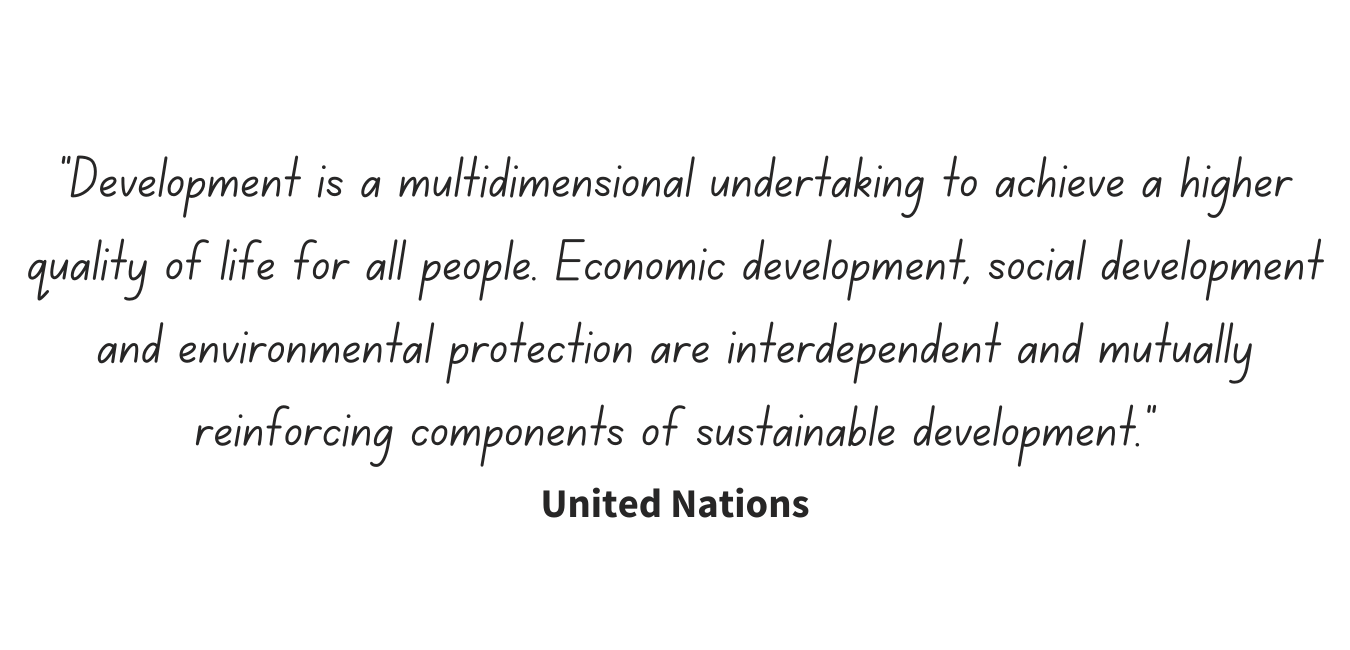 "Development is a multidimensional undertaking to achieve a higher
quality of life for all people. Economic development, social development
and environmental protection are interdependent and mutually
reinforcing components of sustainable development."
United Nations